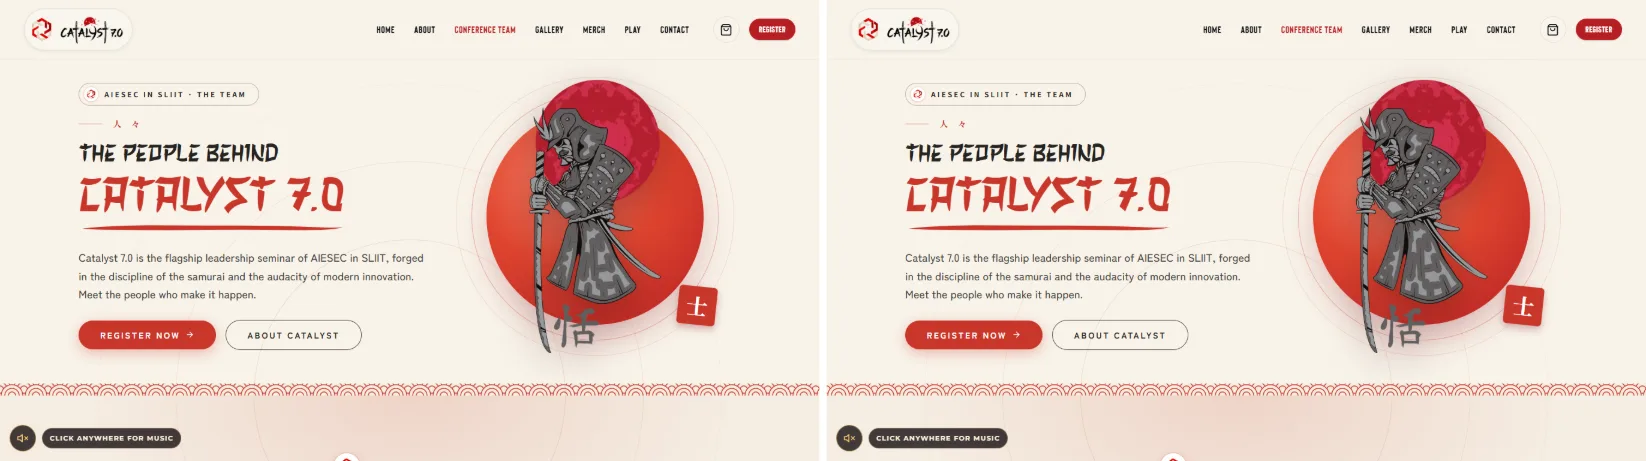 CATALYST 7.0
HOME ABOUT CONFERENCE TEAM GALLERY MERCH PLAY CONTACT REGISTER
AIESEC IN SLIIT · THE TEAM
人々
THE PEOPLE BEHIND
CATALYST 7.0
Catalyst 7.0 is the flagship leadership seminar of AIESEC in SLIIT, forged
in the discipline of the samurai and the audacity of modern innovation.
Meet the people who make it happen.
REGISTER NOW → ABOUT CATALYST
恬
士
CLICK ANYWHERE FOR MUSIC
CATALYST 7.0
HOME ABOUT CONFERENCE TEAM GALLERY MERCH PLAY CONTACT REGISTER
AIESEC IN SLIIT · THE TEAM
人々
THE PEOPLE BEHIND
CATALYST 7.0
Catalyst 7.0 is the flagship leadership seminar of AIESEC in SLIIT, forged
in the discipline of the samurai and the audacity of modern innovation.
Meet the people who make it happen.
REGISTER NOW → ABOUT CATALYST
恬
士
CLICK ANYWHERE FOR MUSIC